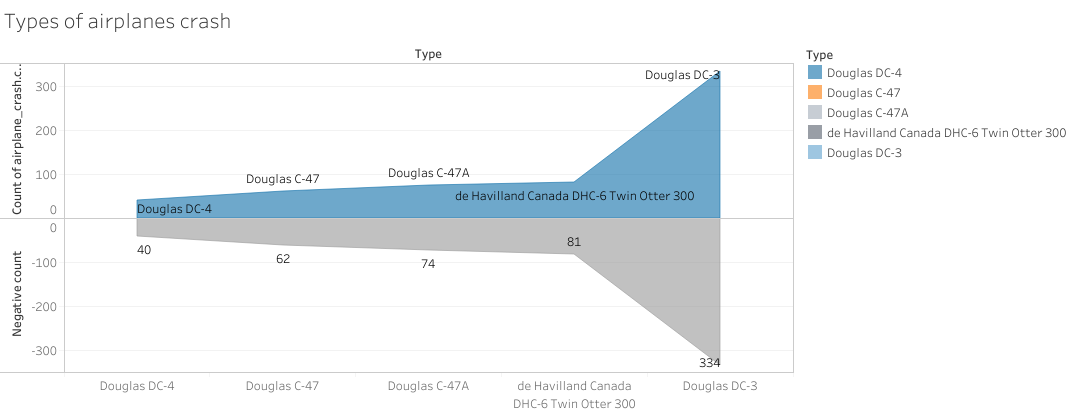 Types of airplanes crash
Type
Count of airplane_crash.c..
300
200
100
0
Douglas DC-4
Douglas C-47
Douglas C-47A
de Havilland Canada DHC-6 Twin Otter 300
Douglas DC-3
Negative count
0
-100
-200
-300
40
62
74
81
334
Douglas DC-4
Douglas C-47
Douglas C-47A
de Havilland Canada
DHC-6 Twin Otter 300
Douglas DC-3
Type
Douglas DC-4
Douglas C-47
Douglas C-47A
de Havilland Canada DHC-6 Twin Otter 300
Douglas DC-3